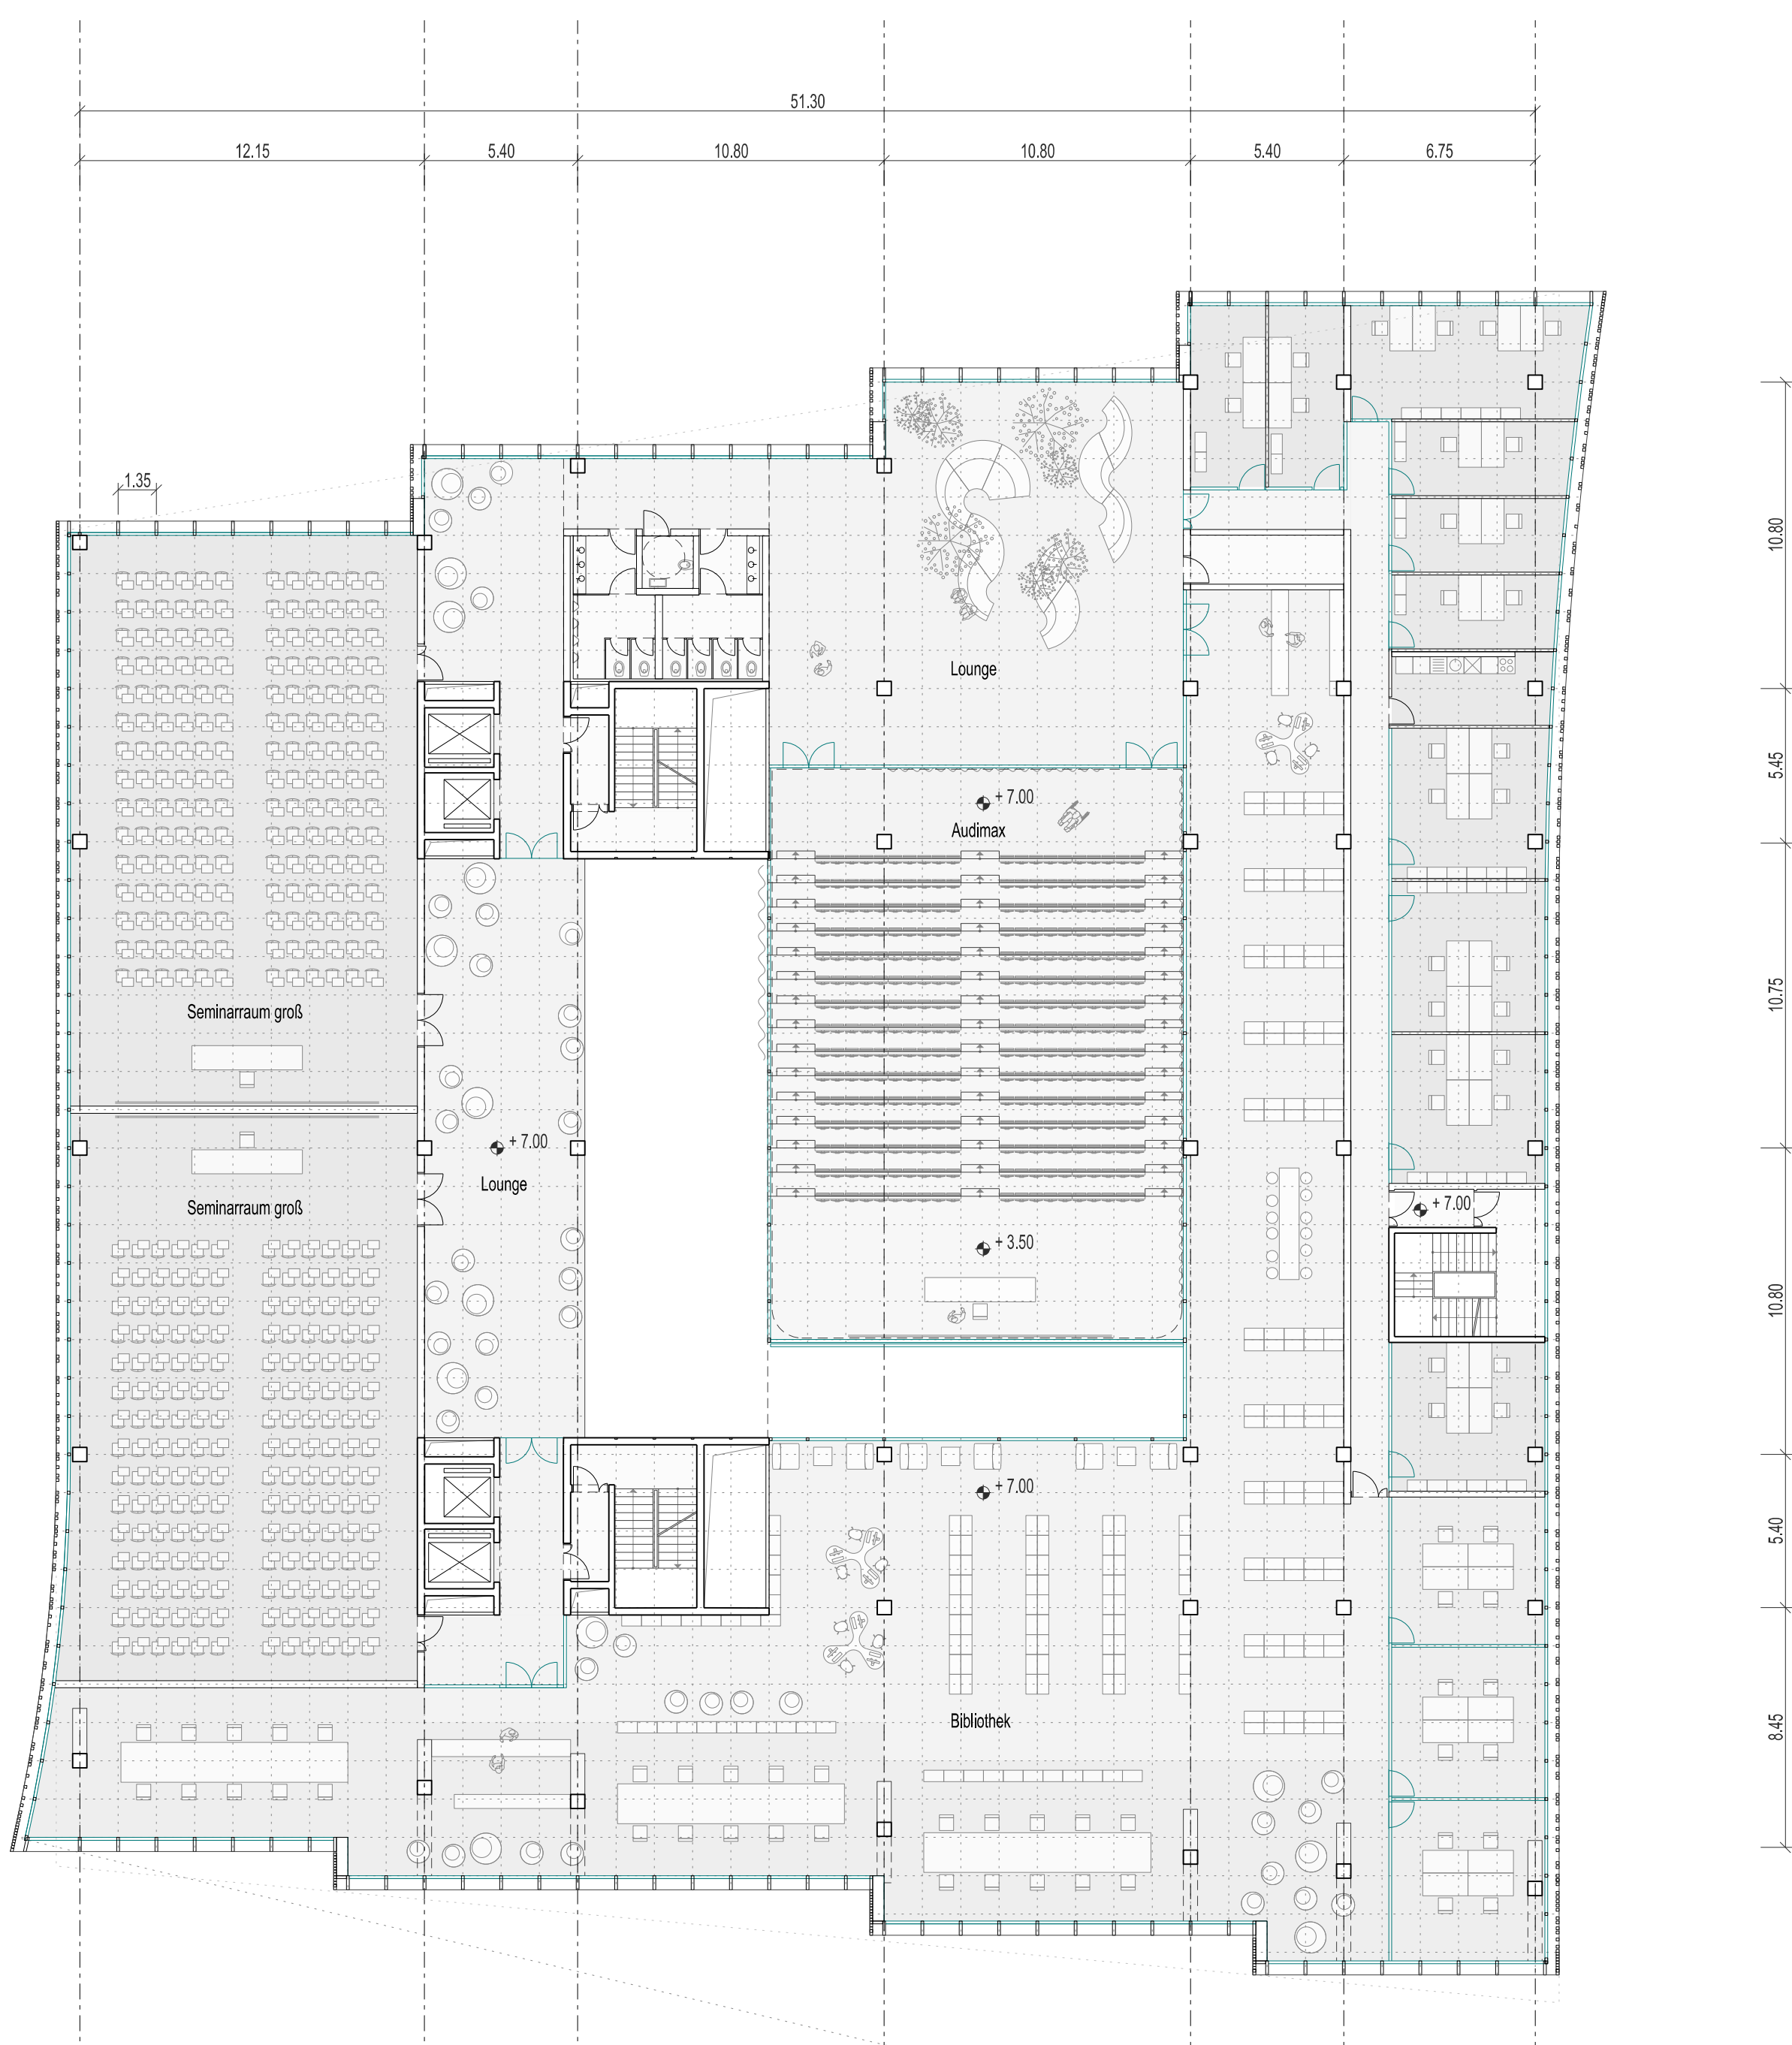 51.30
12.15 5.40 10.80 10.80 5.40 6.75
1.35
10.80
Lounge
5.45
+ 7.00
Audimax
10.75
Seminarraum groß
+ 7.00
Lounge
Seminarraum groß
+ 7.00
+ 3.50
10.80
+ 7.00
5.40
Bibliothek
8.45